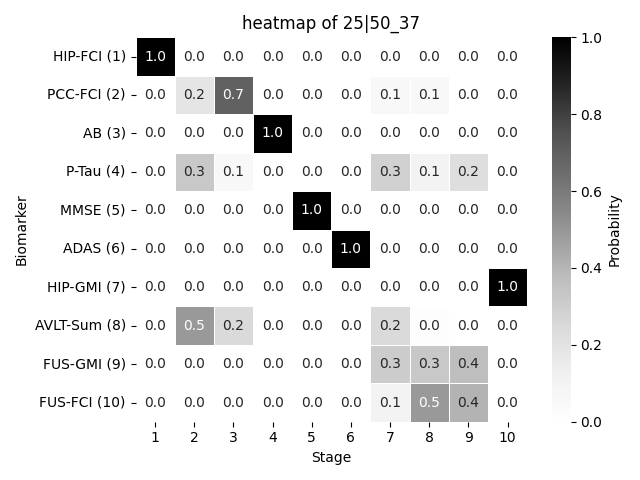 heatmap of 25|50_37
HIP-FCI (1) 1.0 0.0 0.0 0.0 0.0 0.0 0.0 0.0 0.0 0.0
PCC-FCI (2) 0.0 0.2 0.7 0.0 0.0 0.0 0.1 0.1 0.0 0.0
AB (3) 0.0 0.0 0.0 1.0 0.0 0.0 0.0 0.0 0.0 0.0
P-Tau (4) 0.0 0.3 0.1 0.0 0.0 0.0 0.3 0.1 0.2 0.0
MMSE (5) 0.0 0.0 0.0 0.0 1.0 0.0 0.0 0.0 0.0 0.0
ADAS (6) 0.0 0.0 0.0 0.0 0.0 1.0 0.0 0.0 0.0 0.0
HIP-GMI (7) 0.0 0.0 0.0 0.0 0.0 0.0 0.0 0.0 0.0 1.0
AVLT-Sum (8) 0.0 0.5 0.2 0.0 0.0 0.0 0.2 0.0 0.0 0.0
FUS-GMI (9) 0.0 0.0 0.0 0.0 0.0 0.0 0.3 0.3 0.4 0.0
FUS-FCI (10) 0.0 0.0 0.0 0.0 0.0 0.0 0.1 0.5 0.4 0.0
1 2 3 4 5 6 7 8 9 10
Stage
Biomarker
1.0
0.8
0.6
0.4
0.2
0.0
Probability